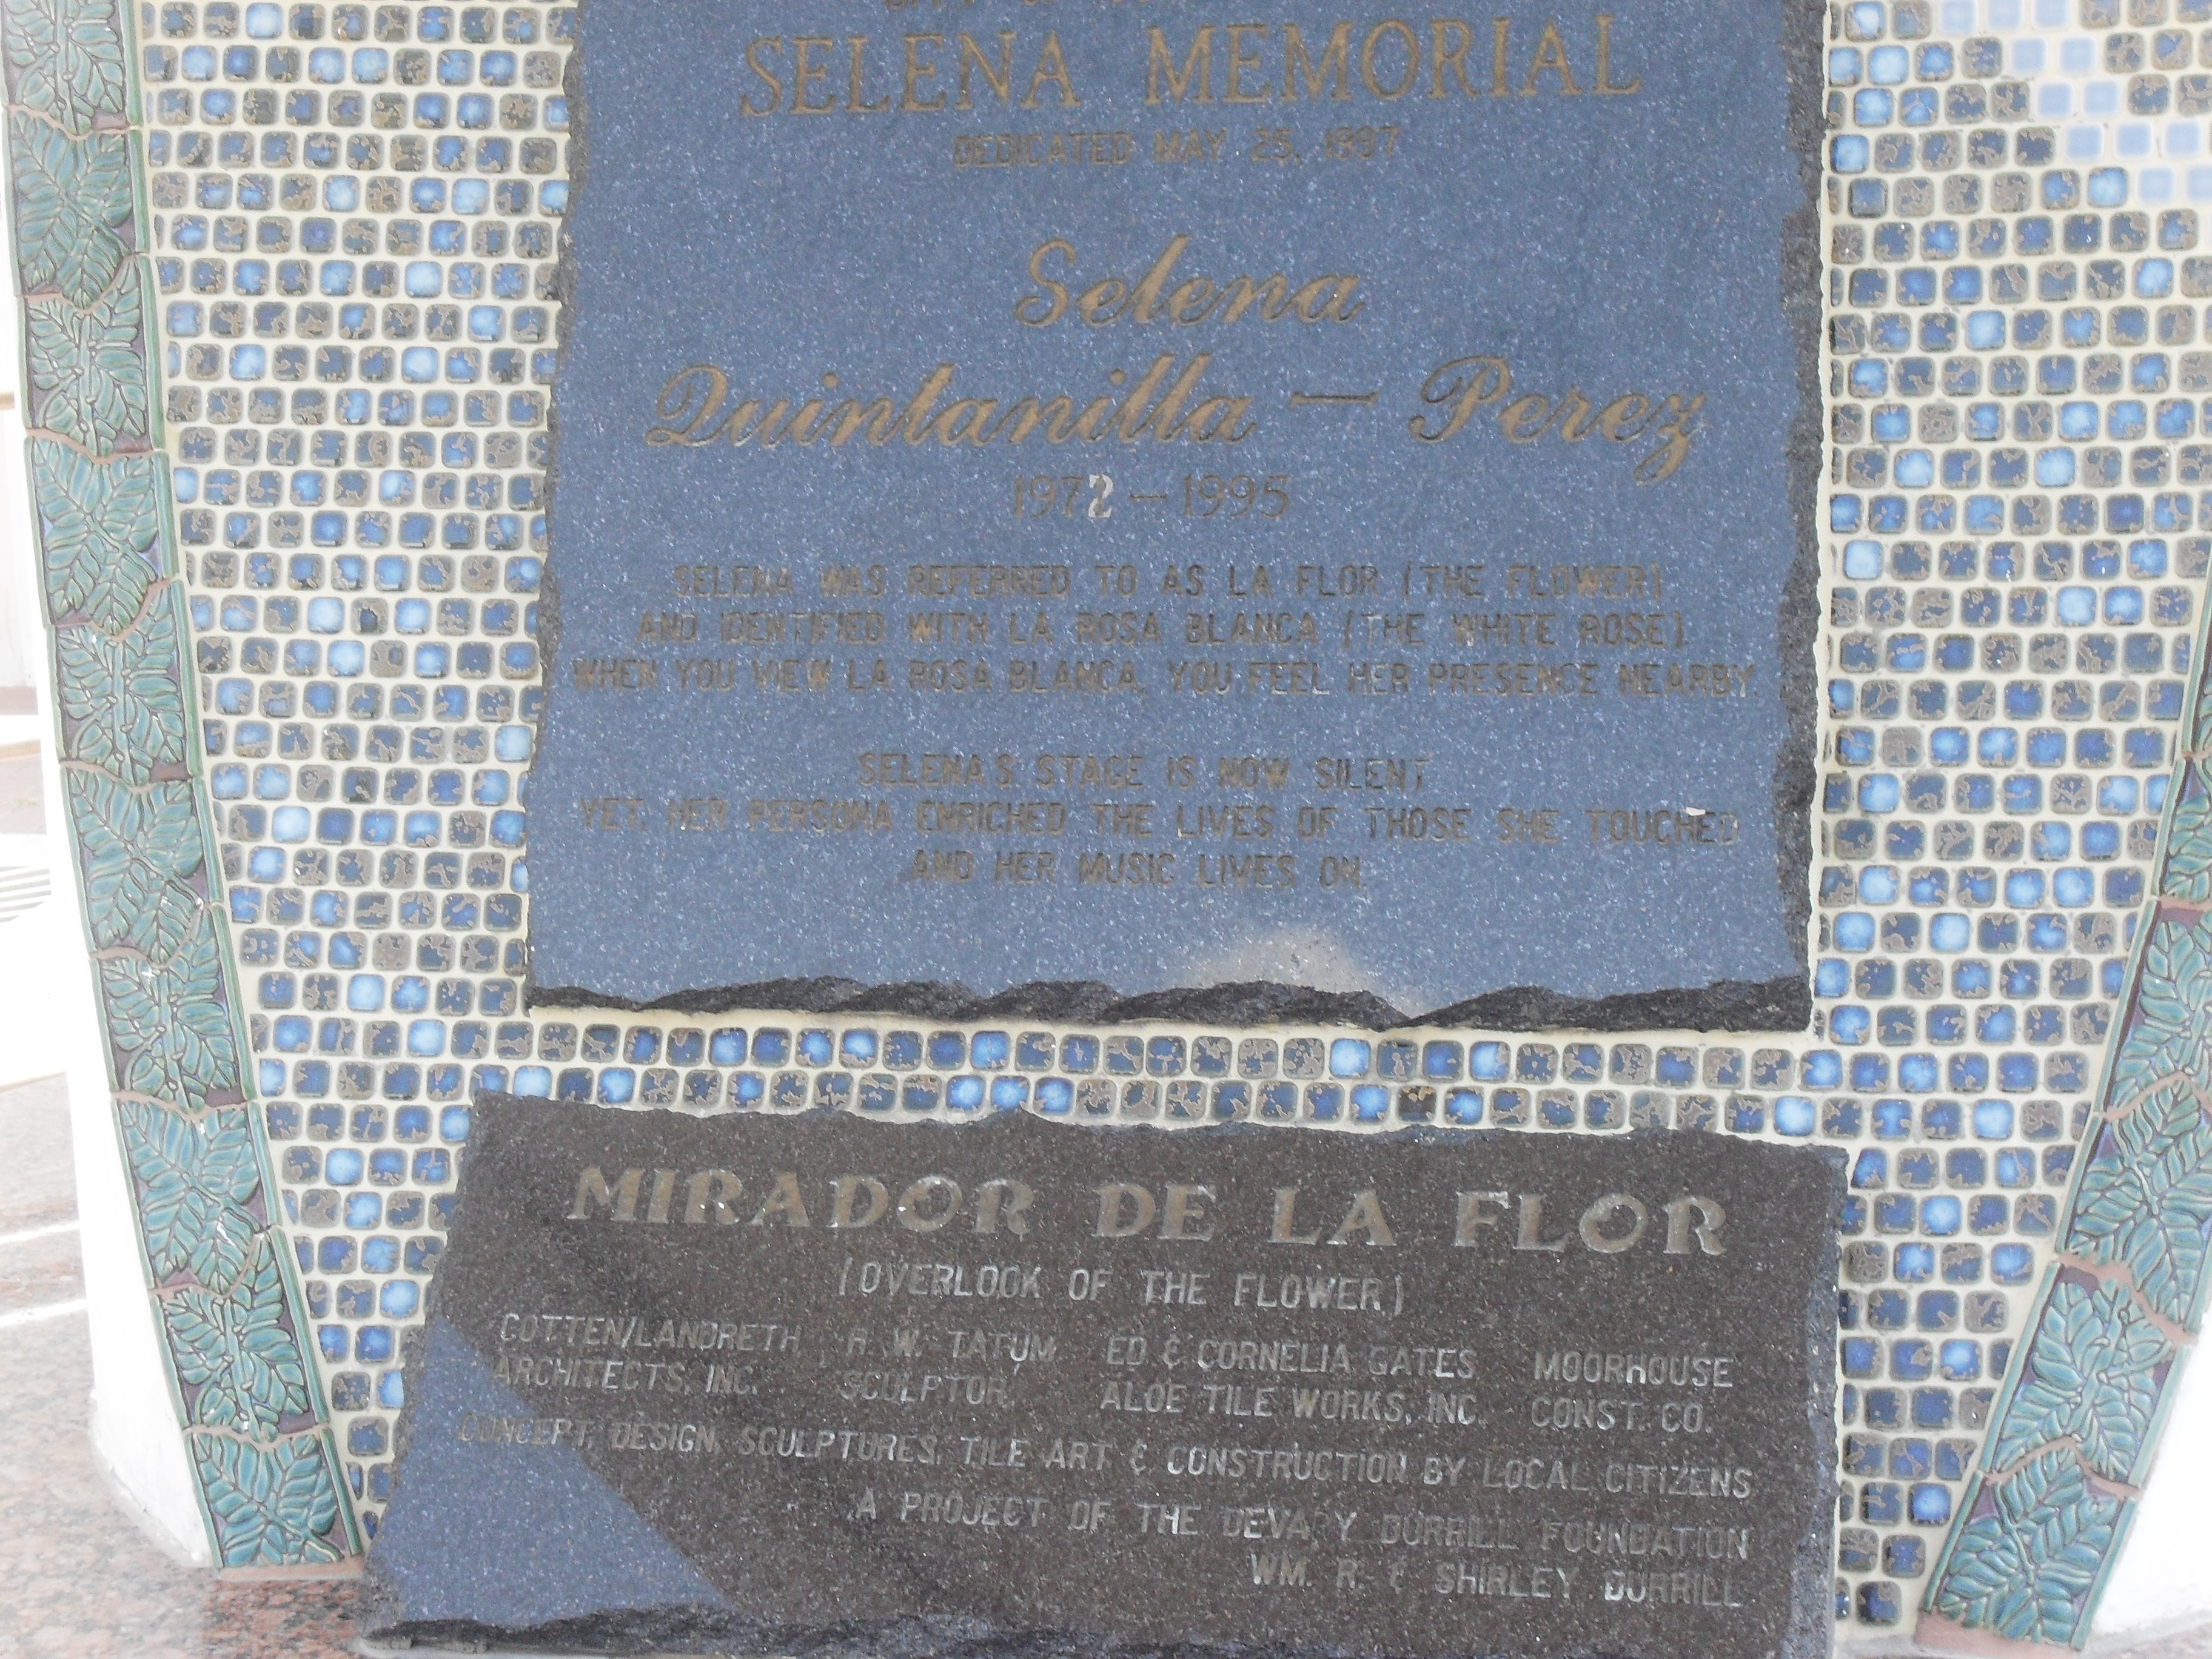 SELENA MEMORIAL
DEDICATED MAY 25, 1997
Selena
Quintanilla — Perez
1972 — 1995
SELENA WAS REFERRED TO AS LA FLOR (THE FLOWER)
AND IDENTIFIED WITH LA ROSA BLANCA (THE WHITE ROSE).
WHEN YOU VIEW LA ROSA BLANCA, YOU FEEL HER PRESENCE NEARBY.
SELENA'S STAGE IS NOW SILENT
YET, HER PERSONA ENRICHED THE LIVES OF THOSE SHE TOUCHED
AND HER MUSIC LIVES ON.
MIRADOR DE LA FLOR
(OVERLOOK OF THE FLOWER)
COTTEN/LANDRETH H. W. TATUM ED & CORNELIA GATES MOORHOUSE
ARCHITECTS, INC. SCULPTOR ALOE TILE WORKS, INC. CONST. CO.
CONCEPT, DESIGN, SCULPTURES, TILE ART & CONSTRUCTION BY LOCAL CITIZENS
A PROJECT OF THE DEVARY DURRILL FOUNDATION
WM. R. & SHIRLEY DURRILL